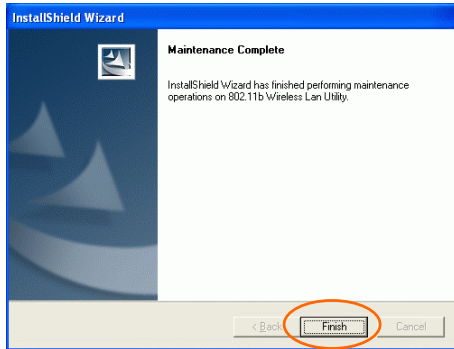 InstallShield Wizard
Maintenance Complete
InstallShield Wizard has finished performing maintenance
operations on 802.11b Wireless Lan Utility.
< Back Finish Cancel